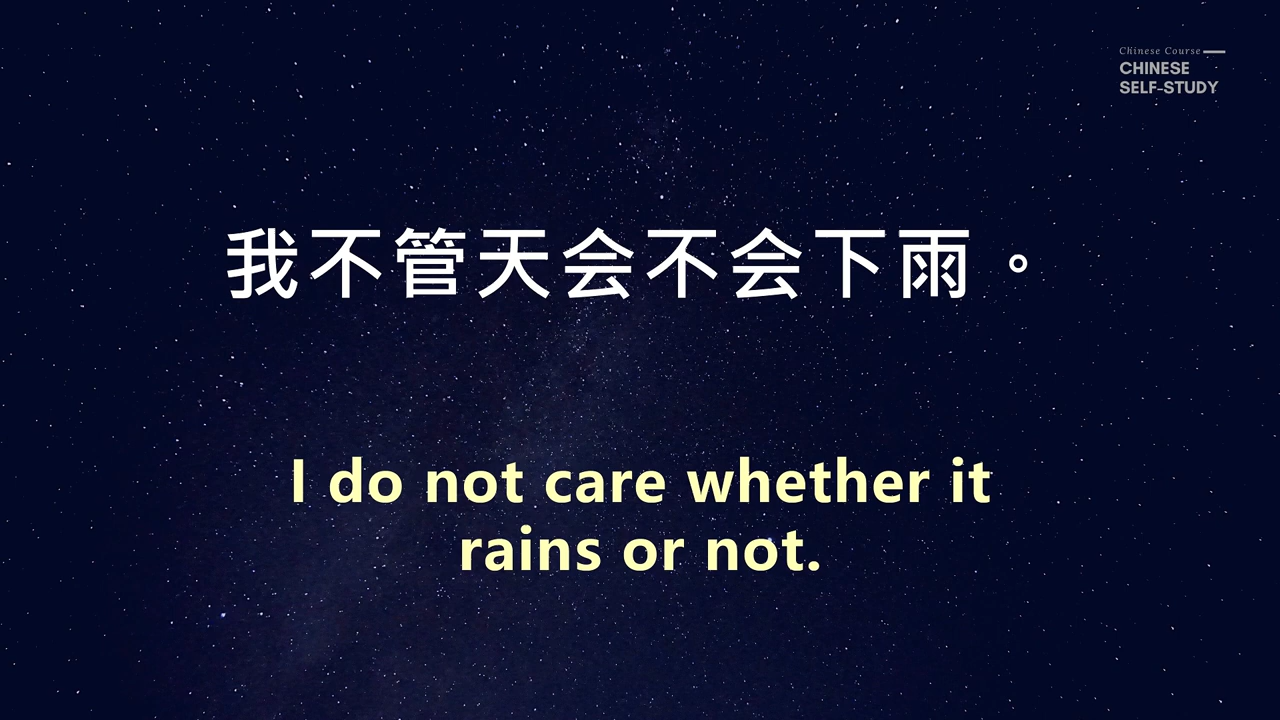 Chinese Course
CHINESE
SELF-STUDY
我不管天会不会下雨。
I do not care whether it
rains or not.